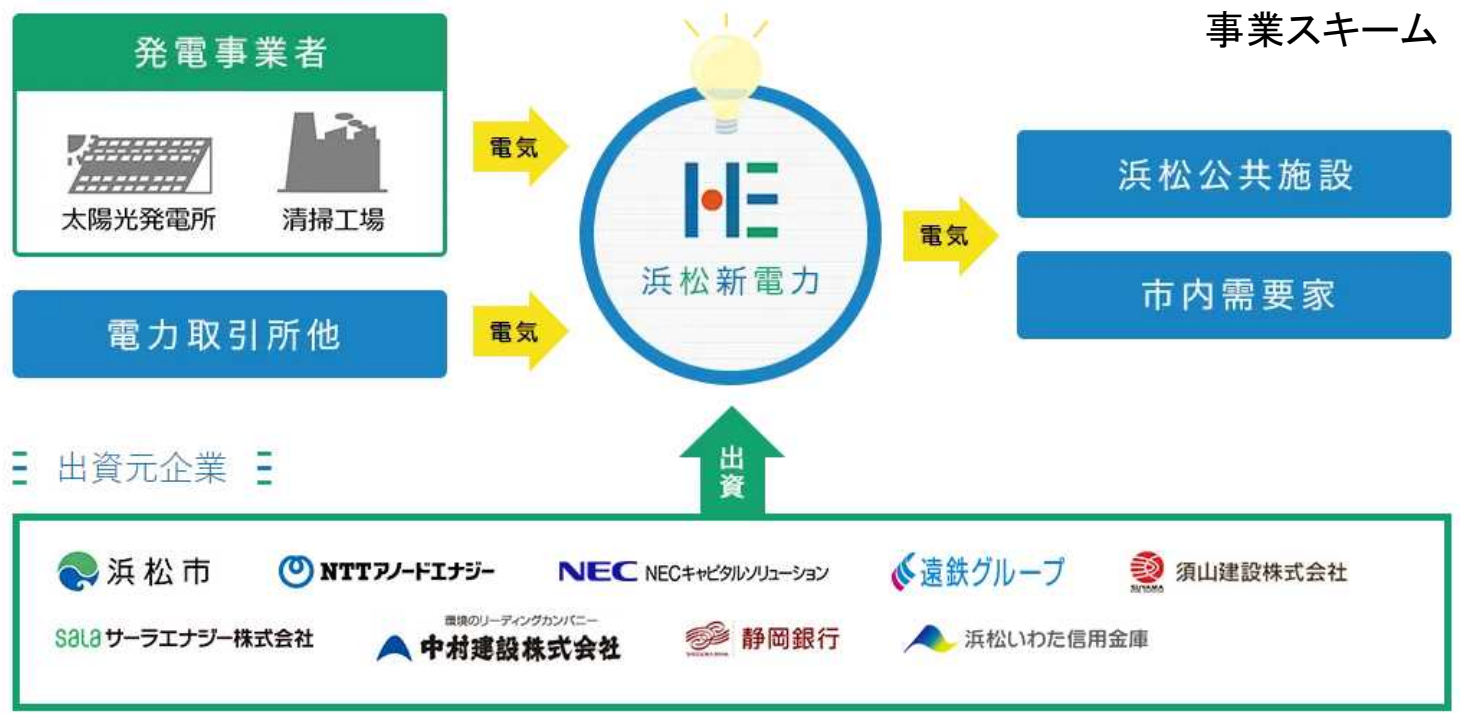 事業スキーム
発電事業者
太陽光発電所
清掃工場
電気
電力取引所他
電気
浜松新電力
電気
浜松公共施設
市内需要家
出資
出資元企業
浜松市
NTTアノードエナジー
NEC NECキャピタルソリューション
遠鉄グループ
SUYAMA
須山建設株式会社
sala サーラエナジー株式会社
環境のリーディングカンパニー
中村建設株式会社
静岡銀行
浜松いわた信用金庫